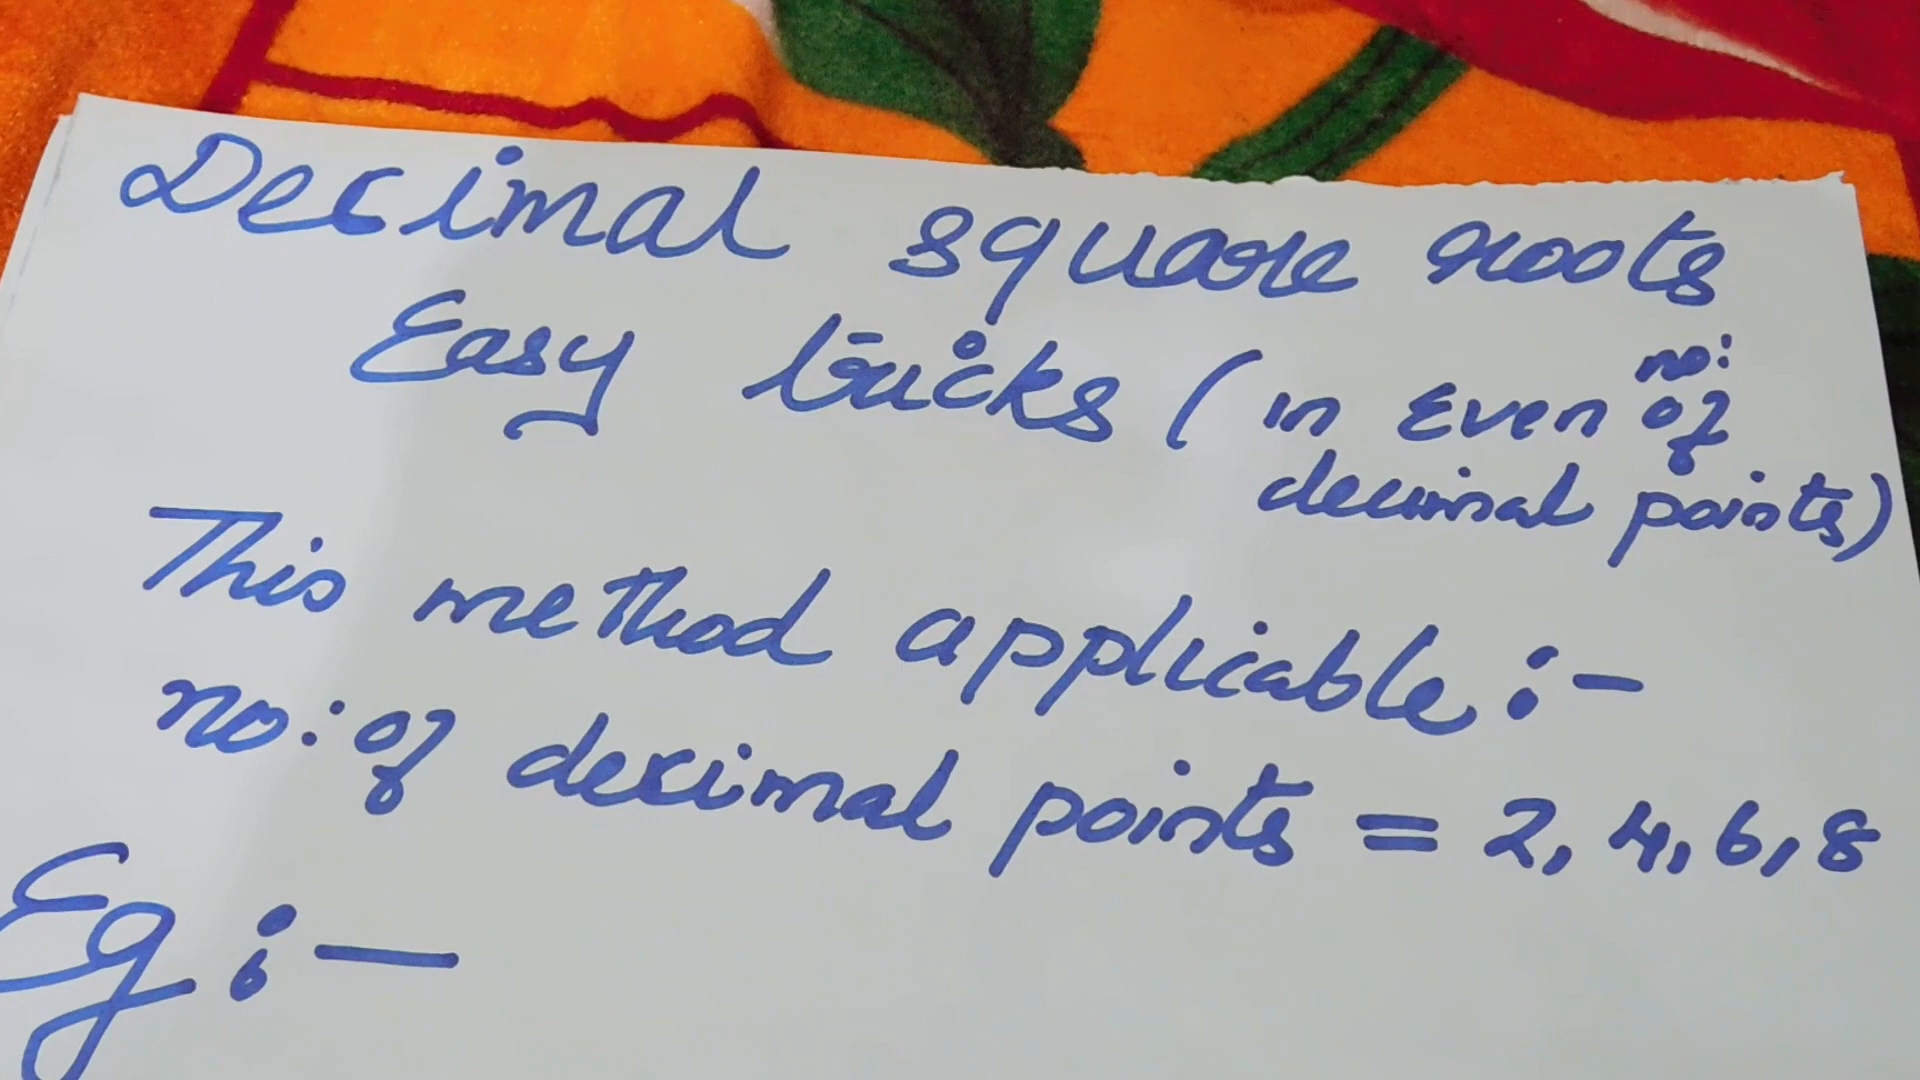 Decimal square roots
Easy tricks (in Even no: of
decimal points)
This method applicable :-
no: of decimal points = 2, 4, 6, 8
Eg :-